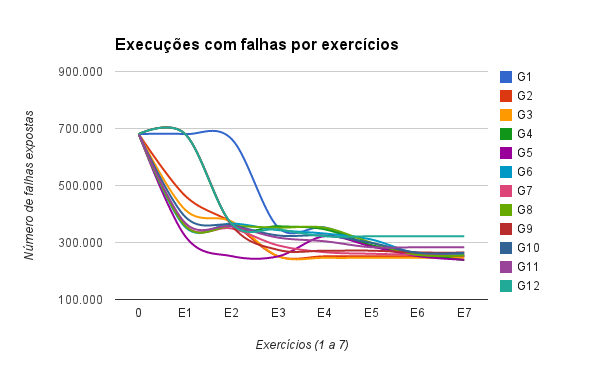 Execuções com falhas por exercícios
900.000
700.000
500.000
300.000
100.000
Número de falhas expostas
0 E1 E2 E3 E4 E5 E6 E7
Exercícios (1 a 7)
G1
G2
G3
G4
G5
G6
G7
G8
G9
G10
G11
G12